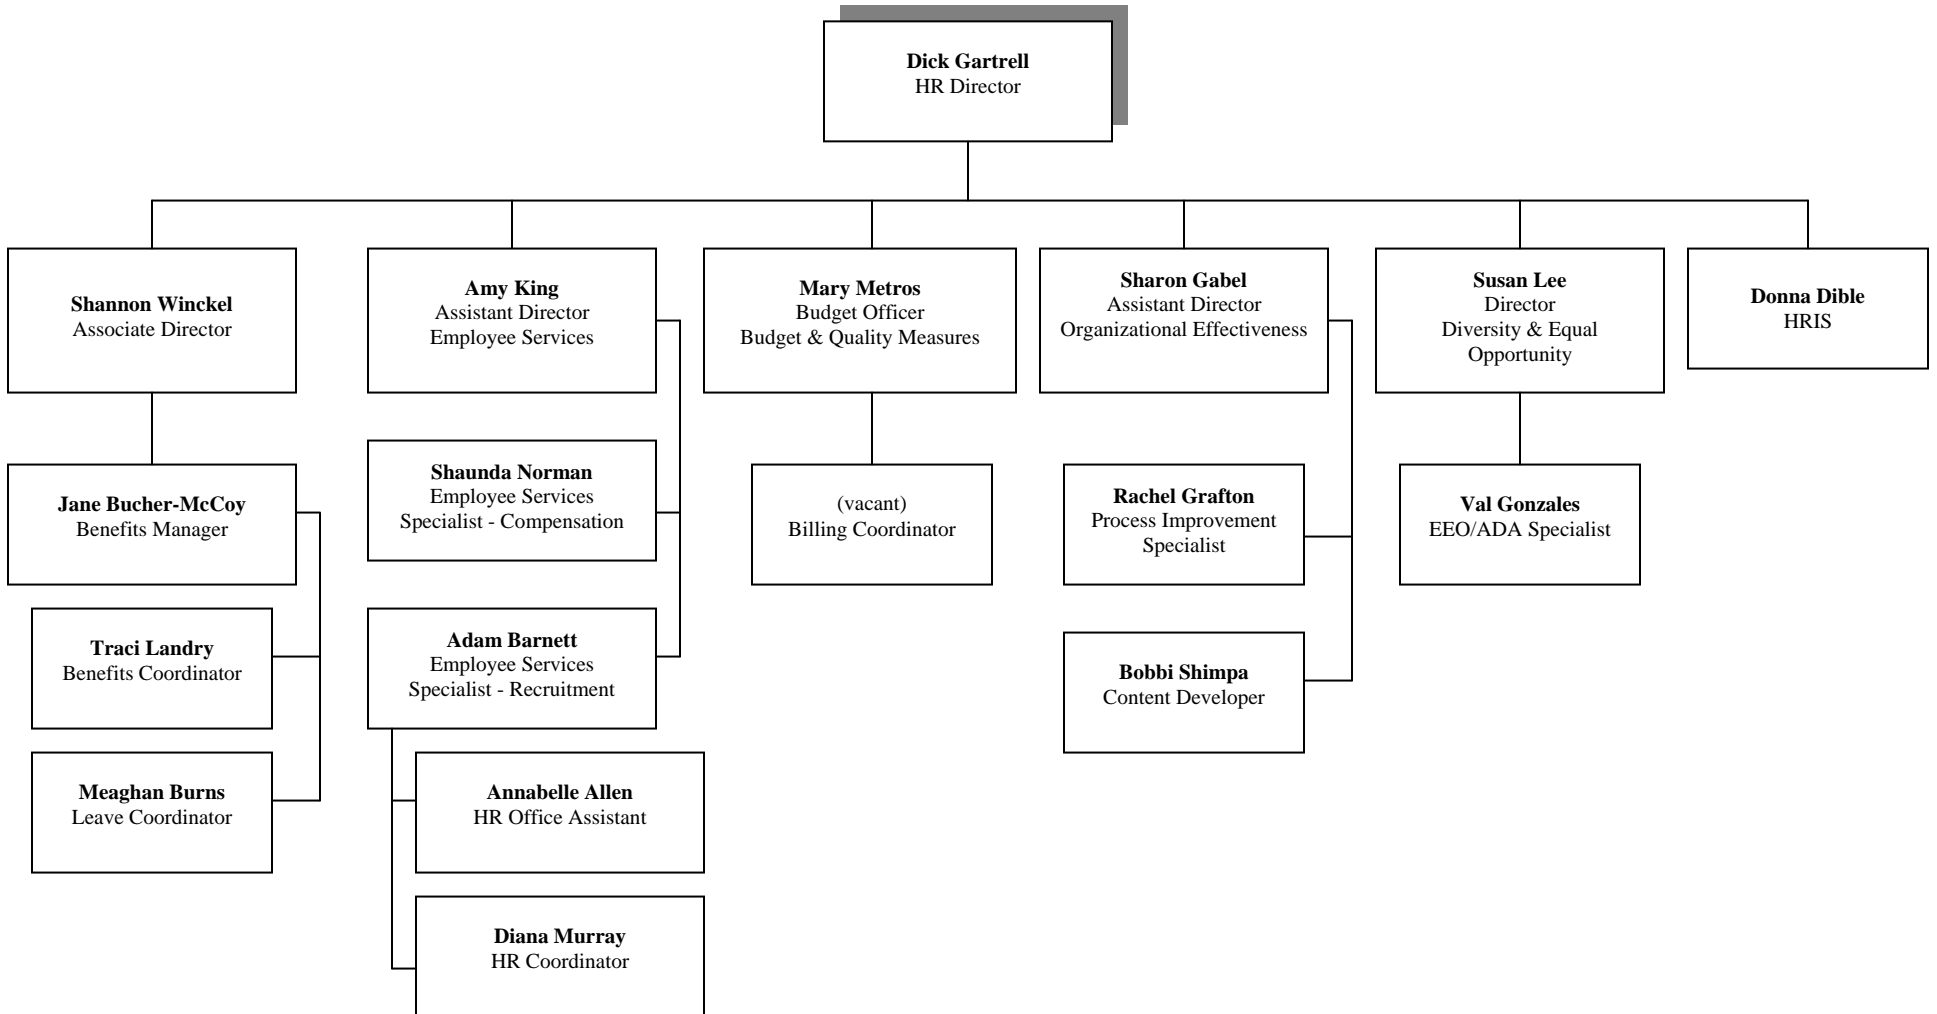 Dick Gartrell
HR Director
Shannon Winckel
Associate Director
Amy King
Assistant Director
Employee Services
Mary Metros
Budget Officer
Budget & Quality Measures
Sharon Gabel
Assistant Director
Organizational Effectiveness
Susan Lee
Director
Diversity & Equal
Opportunity
Donna Dible
HRIS
Jane Bucher-McCoy
Benefits Manager
Shaunda Norman
Employee Services
Specialist - Compensation
(vacant)
Billing Coordinator
Rachel Grafton
Process Improvement
Specialist
Val Gonzales
EEO/ADA Specialist
Traci Landry
Benefits Coordinator
Adam Barnett
Employee Services
Specialist - Recruitment
Bobbi Shimpa
Content Developer
Meaghan Burns
Leave Coordinator
Annabelle Allen
HR Office Assistant
Diana Murray
HR Coordinator